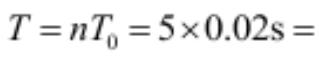 T = nT₀ = 5×0.02s =